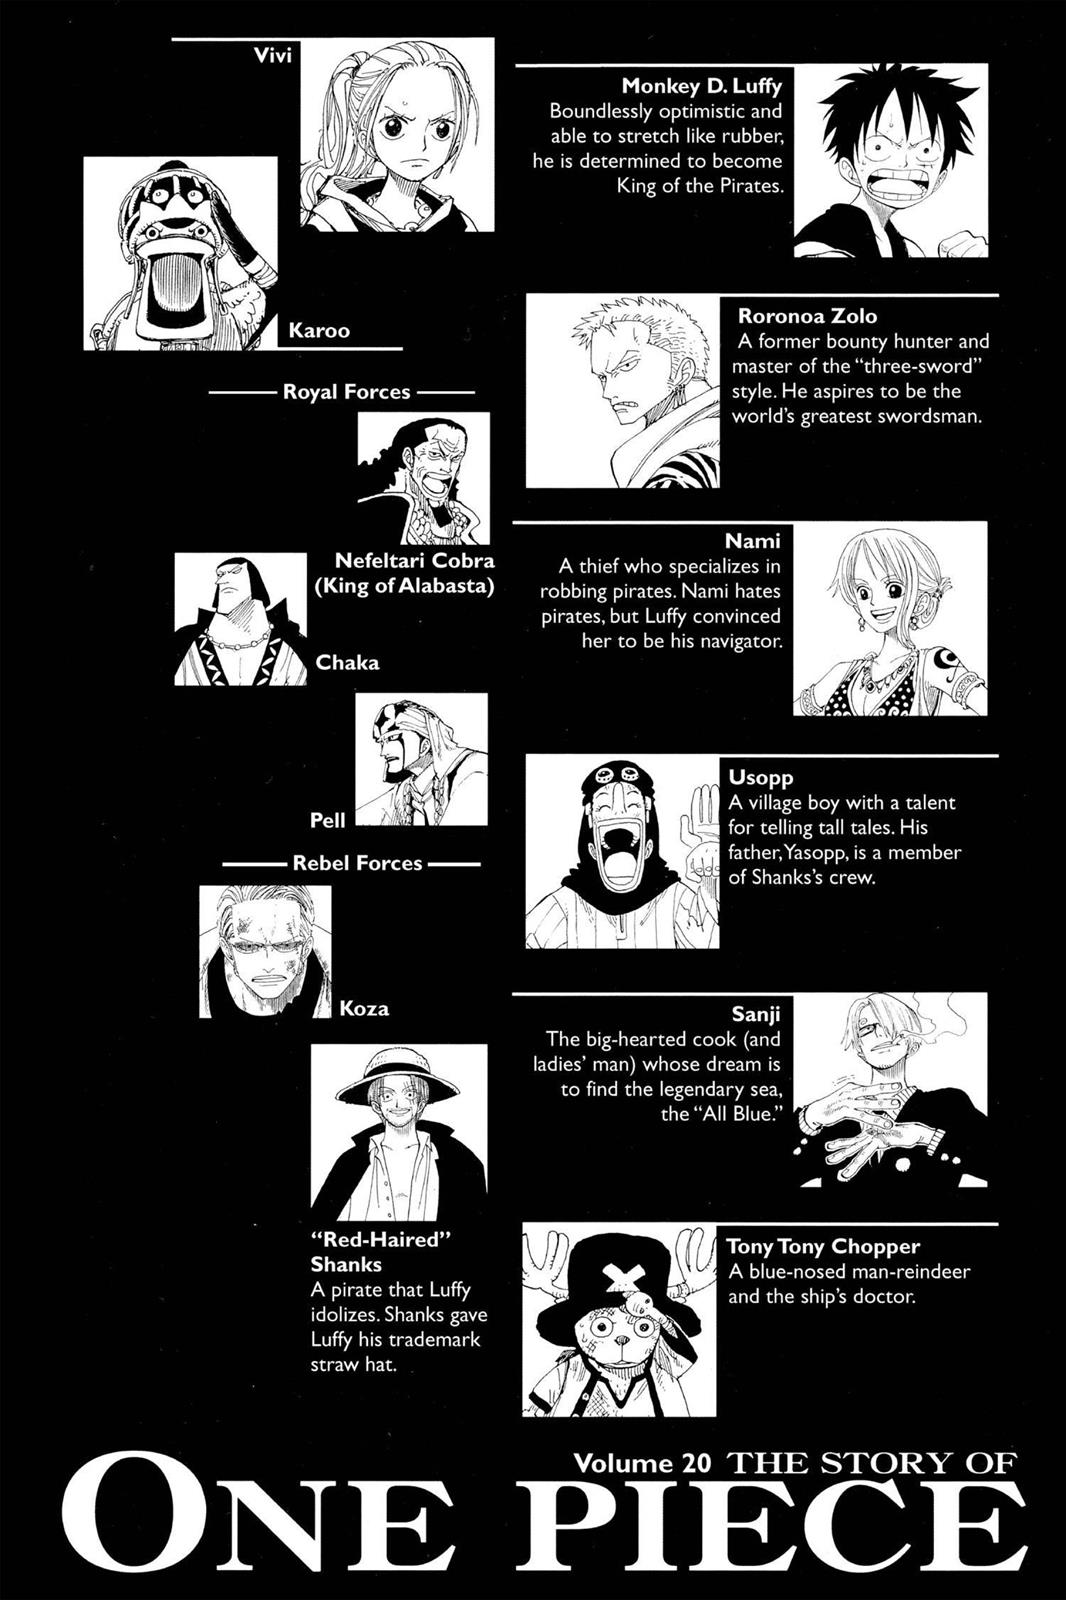 Vivi
Karoo
Royal Forces
Nefeltari Cobra
(King of Alabasta)
Chaka
Pell
Rebel Forces
Koza
“Red-Haired”
Shanks
A pirate that Luffy
idolizes. Shanks gave
Luffy his trademark
straw hat.
Monkey D. Luffy
Boundlessly optimistic and
able to stretch like rubber,
he is determined to become
King of the Pirates.
Roronoa Zolo
A former bounty hunter and
master of the “three-sword”
style. He aspires to be the
world’s greatest swordsman.
Nami
A thief who specializes in
robbing pirates. Nami hates
pirates, but Luffy convinced
her to be his navigator.
Usopp
A village boy with a talent
for telling tall tales. His
father, Yasopp, is a member
of Shanks’s crew.
Sanji
The big-hearted cook (and
ladies’ man) whose dream is
to find the legendary sea,
the “All Blue.”
Tony Tony Chopper
A blue-nosed man-reindeer
and the ship’s doctor.
Volume 20 THE STORY OF
ONE PIECE